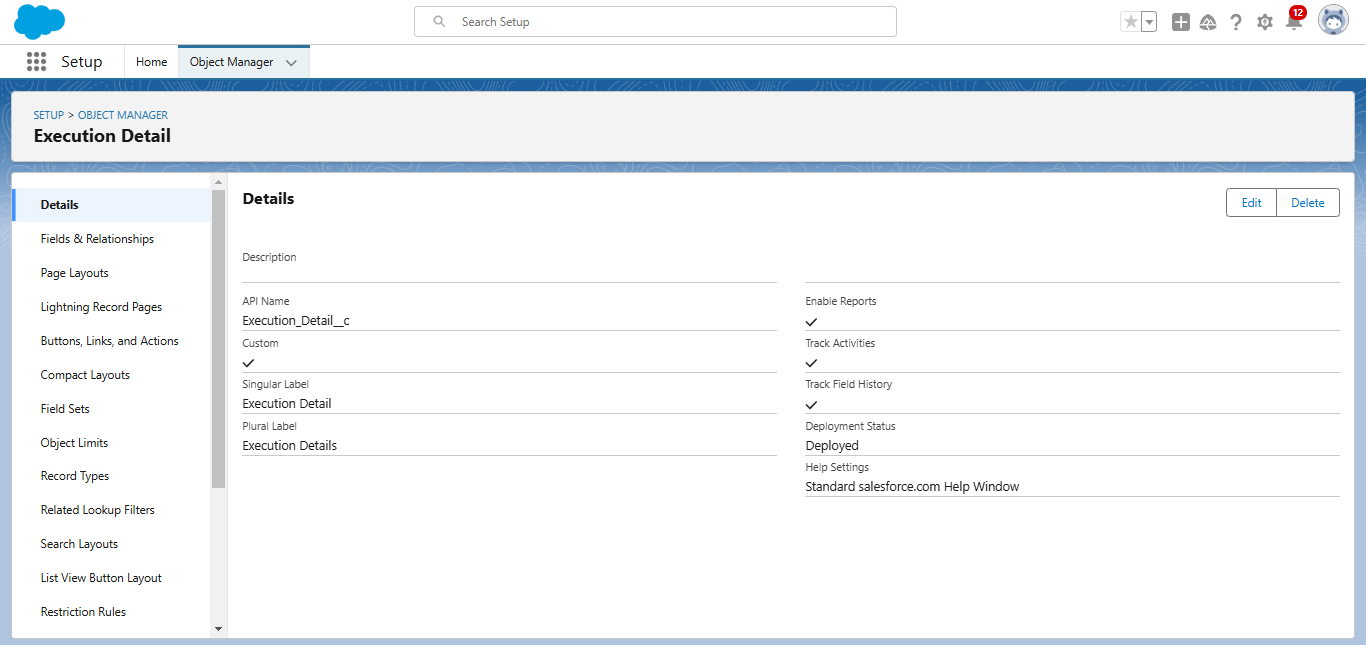 Search Setup
12
Setup
Home
Object Manager
SETUP > OBJECT MANAGER
Execution Detail
Details
Fields & Relationships
Page Layouts
Lightning Record Pages
Buttons, Links, and Actions
Compact Layouts
Field Sets
Object Limits
Record Types
Related Lookup Filters
Search Layouts
List View Button Layout
Restriction Rules
Details
Edit
Delete
Description
API Name
Execution_Detail__c
Custom
Singular Label
Execution Detail
Plural Label
Execution Details
Enable Reports
Track Activities
Track Field History
Deployment Status
Deployed
Help Settings
Standard salesforce.com Help Window